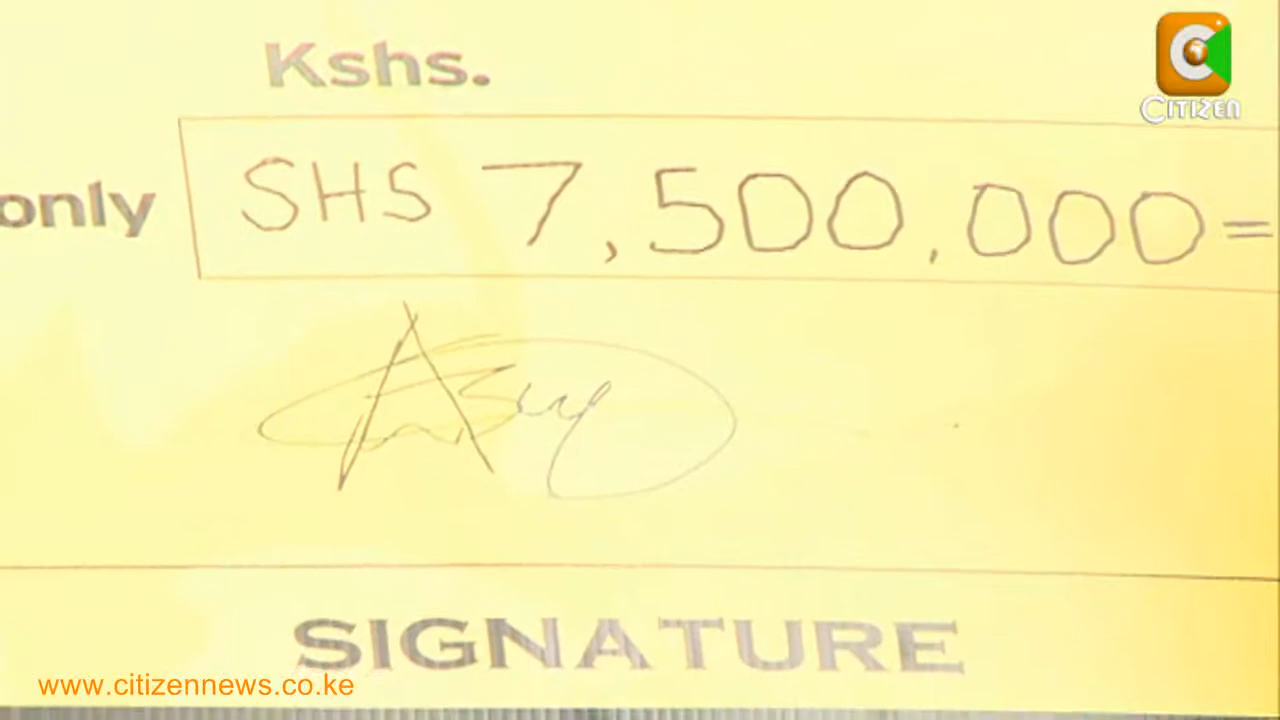 Kshs.
CITIZEN
only SHS 7,500,000=
SIGNATURE
www.citizennews.co.ke